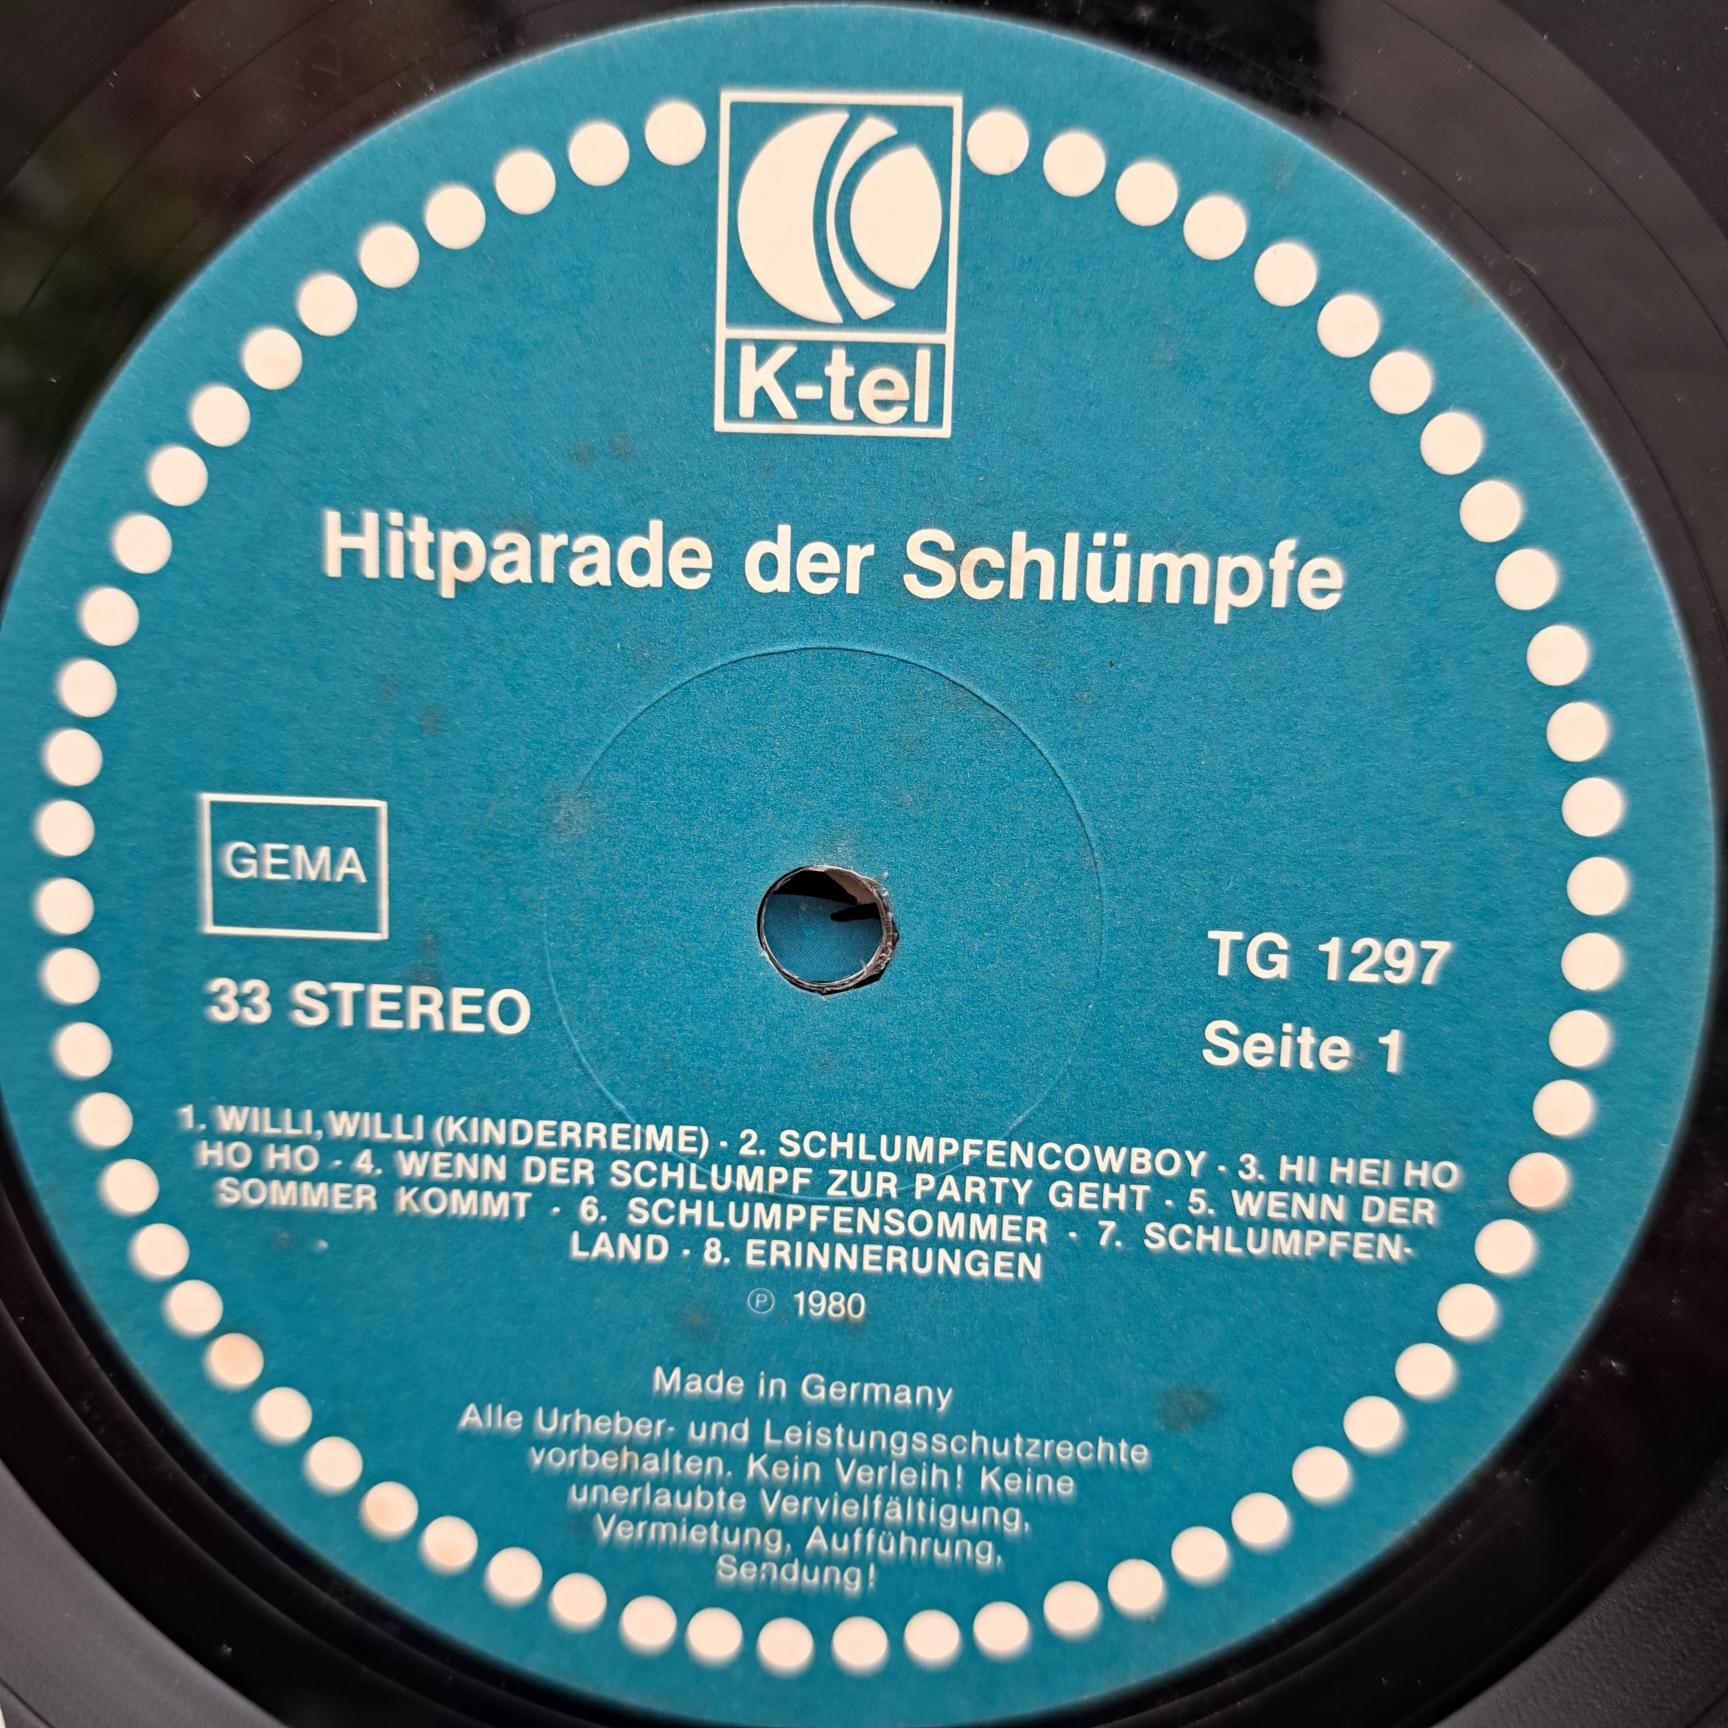 K-tel
Hitparade der Schlümpfe
GEMA
33 STEREO
TG 1297
Seite 1
1. WILLI, WILLI (KINDERREIME) · 2. SCHLUMPFENCOWBOY · 3. HI HEI HO
HO HO · 4. WENN DER SCHLUMPF ZUR PARTY GEHT · 5. WENN DER
SOMMER KOMMT · 6. SCHLUMPFENSOMMER · 7. SCHLUMPFEN-
LAND · 8. ERINNERUNGEN
℗ 1980
Made in Germany
Alle Urheber- und Leistungsschutzrechte
vorbehalten. Kein Verleih! Keine
unerlaubte Vervielfältigung,
Vermietung, Aufführung,
Sendung!